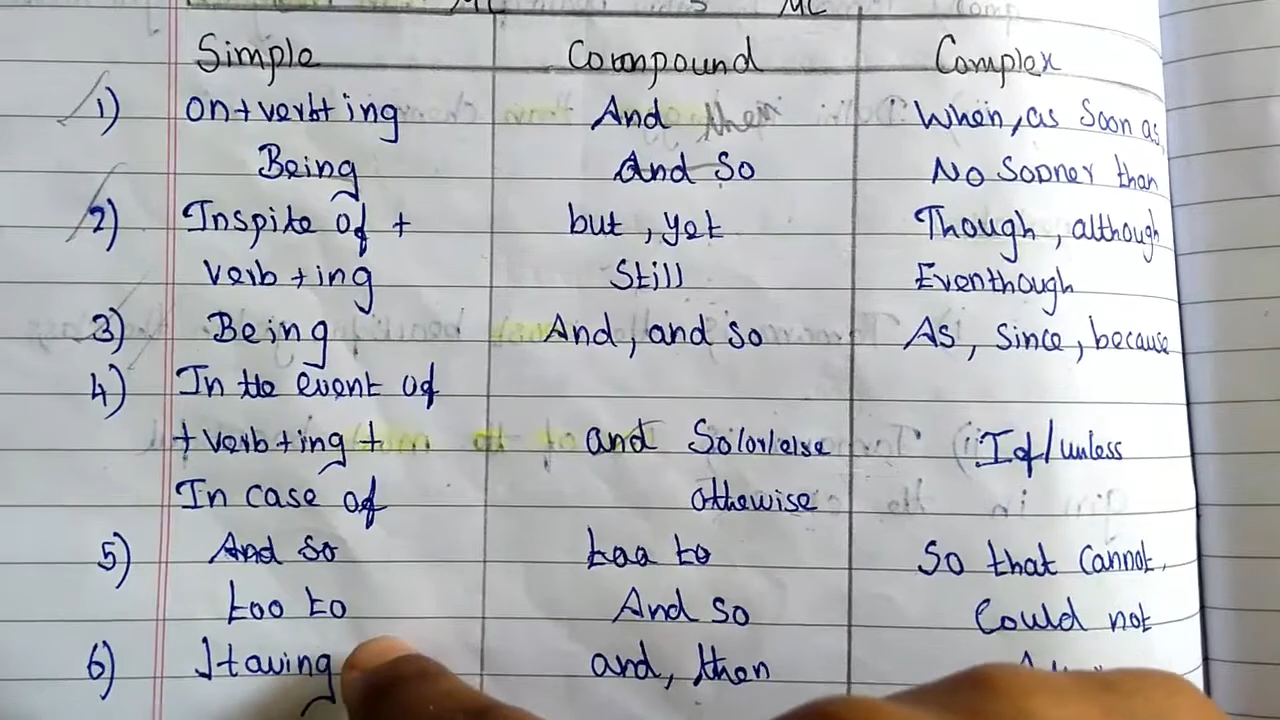 Simple Compound Complex
1) on+verb+ing And then When, as soon as,
Being And so No sooner than
2) Inspite of + but, yet Though, although
verb +ing Still Eventhough
3) Being And, and so As, Since, because
4) In the event of
+ verb +ing + and So/or/else If/unless
In case of othewise
5) And so too to So that Cannot,
too to And so Could not
6) Having and, then